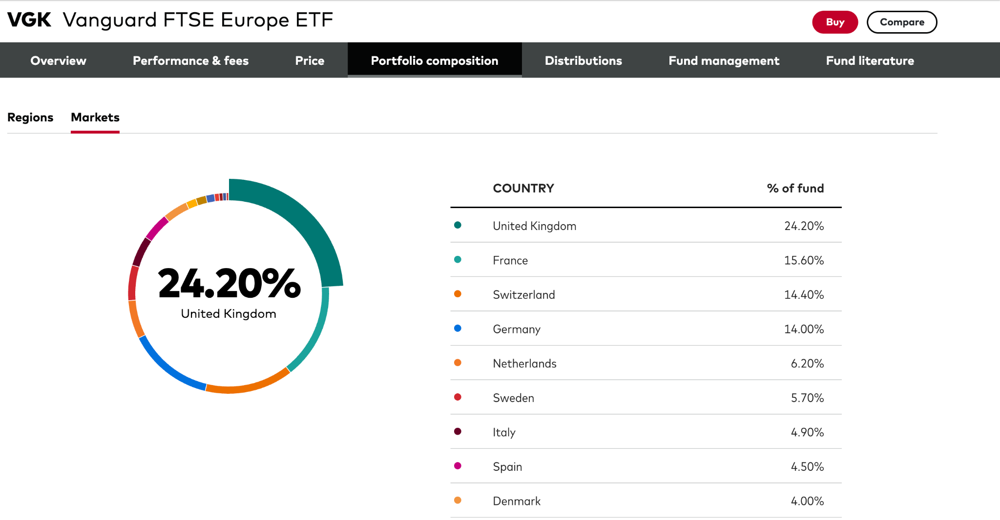 VGK Vanguard FTSE Europe ETF
Buy Compare
Overview Performance & fees Price Portfolio composition Distributions Fund management Fund literature
Regions Markets
24.20%
United Kingdom
COUNTRY % of fund
United Kingdom 24.20%
France 15.60%
Switzerland 14.40%
Germany 14.00%
Netherlands 6.20%
Sweden 5.70%
Italy 4.90%
Spain 4.50%
Denmark 4.00%